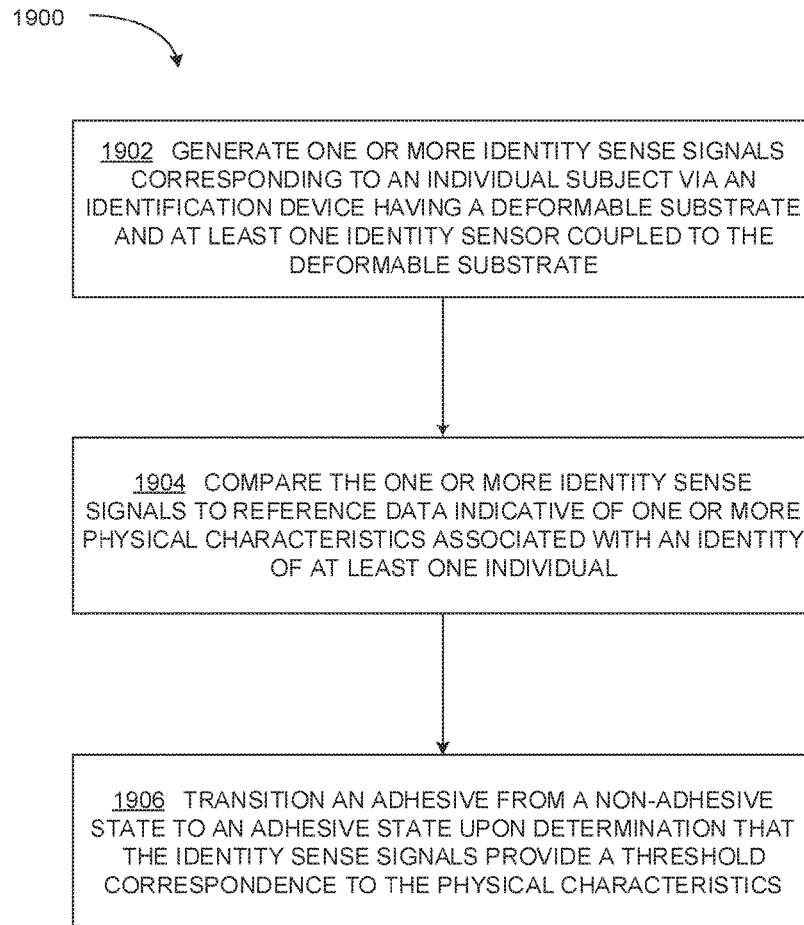 1900
1902 GENERATE ONE OR MORE IDENTITY SENSE SIGNALS
CORRESPONDING TO AN INDIVIDUAL SUBJECT VIA AN
IDENTIFICATION DEVICE HAVING A DEFORMABLE SUBSTRATE
AND AT LEAST ONE IDENTITY SENSOR COUPLED TO THE
DEFORMABLE SUBSTRATE
1904 COMPARE THE ONE OR MORE IDENTITY SENSE
SIGNALS TO REFERENCE DATA INDICATIVE OF ONE OR MORE
PHYSICAL CHARACTERISTICS ASSOCIATED WITH AN IDENTITY
OF AT LEAST ONE INDIVIDUAL
1906 TRANSITION AN ADHESIVE FROM A NON-ADHESIVE
STATE TO AN ADHESIVE STATE UPON DETERMINATION THAT
THE IDENTITY SENSE SIGNALS PROVIDE A THRESHOLD
CORRESPONDENCE TO THE PHYSICAL CHARACTERISTICS